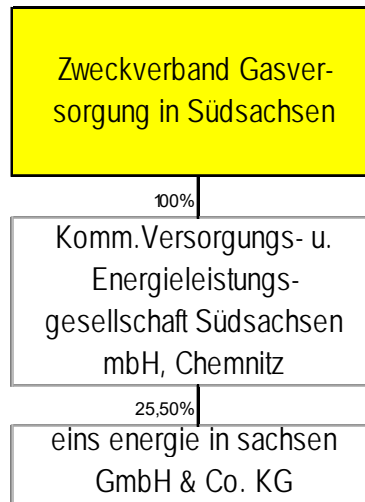 Zweckverband Gasver-
sorgung in Südsachsen
100%
Komm.Versorgungs- u.
Energieleistungs-
gesellschaft Südsachsen
mbH, Chemnitz
25,50%
eins energie in sachsen
GmbH & Co. KG